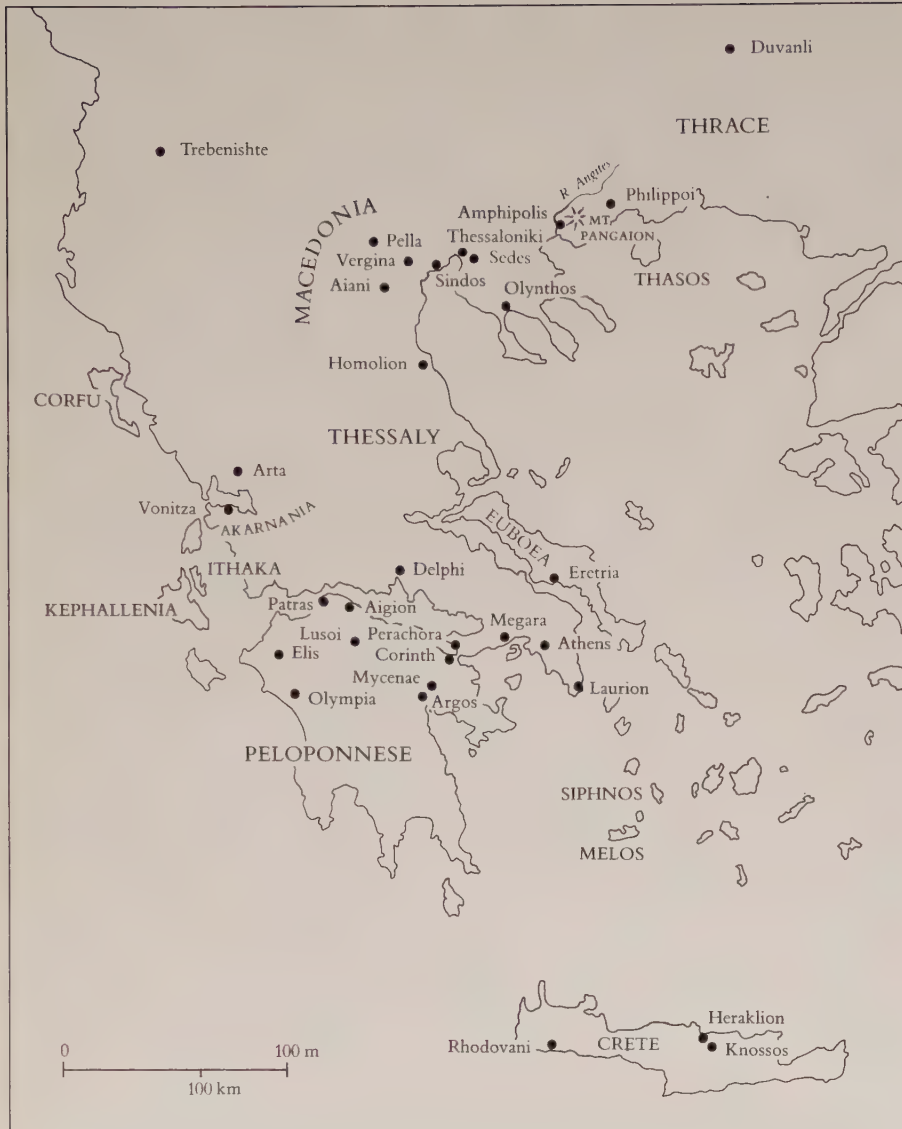 Duvanli
THRACE
Trebenishte
R Angites
Philippoi
MACEDONIA
Amphipolis
MT
PANGAION
Pella
Thessaloniki
Vergina
Sedes
THASOS
Aiani
Sindos
Olynthos
Homolion
CORFU
THESSALY
Arta
Vonitza
AKARNANIA
EUBOEA
ITHAKA
Delphi
Eretria
KEPHALLENIA
Patras
Aigion
Megara
Lusoi
Perachora
Athens
Elis
Corinth
Mycenae
Laurion
Olympia
Argos
PELOPONNESE
SIPHNOS
MELOS
Heraklion
Rhodovani
CRETE
Knossos
0 100 m
100 km